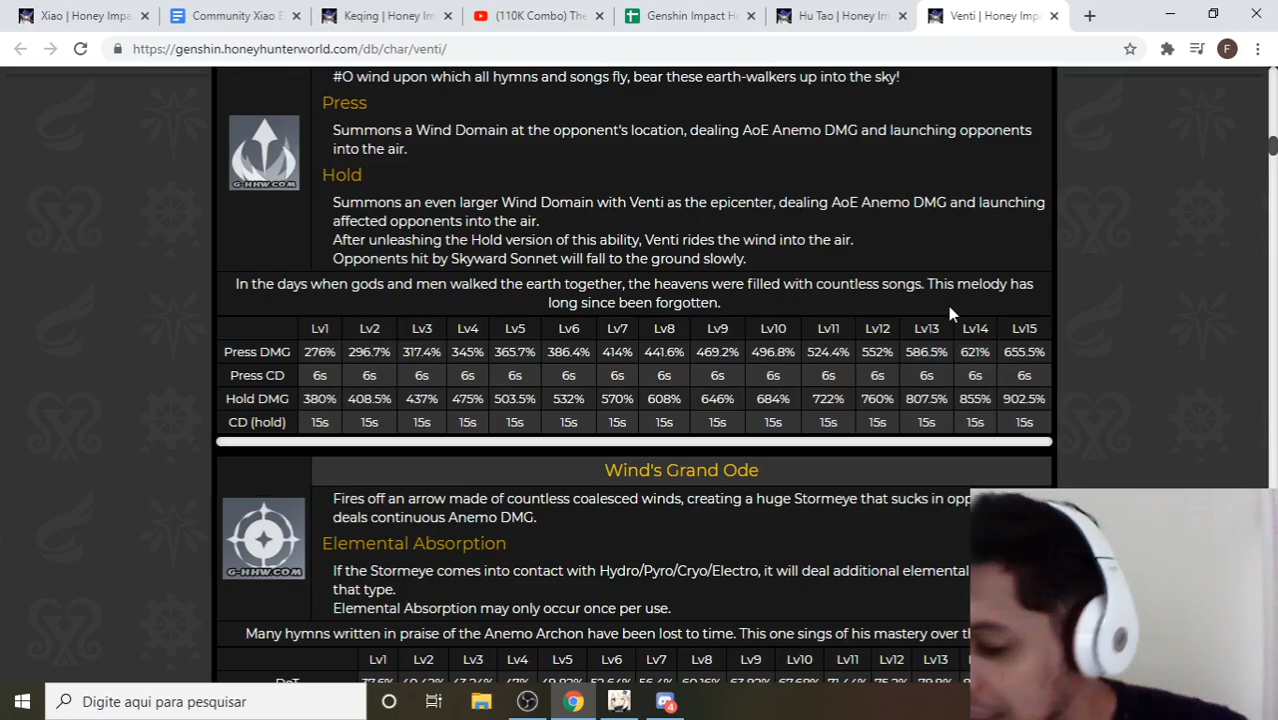 Xiao | Honey Impa
Community Xiao E
Keqing | Honey Im
(110K Combo) The
Genshin Impact H
Hu Tao | Honey Im
Venti | Honey Imp
https://genshin.honeyhunterworld.com/db/char/venti/
F
#O wind upon which all hymns and songs fly, bear these earth-walkers up into the sky!
Press
Summons a Wind Domain at the opponent's location, dealing AoE Anemo DMG and launching opponents
into the air.
G-HHW.COM
Hold
Summons an even larger Wind Domain with Venti as the epicenter, dealing AoE Anemo DMG and launching
affected opponents into the air.
After unleashing the Hold version of this ability, Venti rides the wind into the air.
Opponents hit by Skyward Sonnet will fall to the ground slowly.
In the days when gods and men walked the earth together, the heavens were filled with countless songs. This melody has
long since been forgotten.
Lv1 Lv2 Lv3 Lv4 Lv5 Lv6 Lv7 Lv8 Lv9 Lv10 Lv11 Lv12 Lv13 Lv14 Lv15
Press DMG 276% 296.7% 317.4% 345% 365.7% 386.4% 414% 441.6% 469.2% 496.8% 524.4% 552% 586.5% 621% 655.5%
Press CD 6s 6s 6s 6s 6s 6s 6s 6s 6s 6s 6s 6s 6s 6s 6s
Hold DMG 380% 408.5% 437% 475% 503.5% 532% 570% 608% 646% 684% 722% 760% 807.5% 855% 902.5%
CD (hold) 15s 15s 15s 15s 15s 15s 15s 15s 15s 15s 15s 15s 15s 15s 15s
Wind's Grand Ode
Fires off an arrow made of countless coalesced winds, creating a huge Stormeye that sucks in opp
deals continuous Anemo DMG.
G-HHW.COM
Elemental Absorption
If the Stormeye comes into contact with Hydro/Pyro/Cryo/Electro, it will deal additional elemental
that type.
Elemental Absorption may only occur once per use.
Many hymns written in praise of the Anemo Archon have been lost to time. This one sings of his mastery over th
Lv1 Lv2 Lv3 Lv4 Lv5 Lv6 Lv7 Lv8 Lv9 Lv10 Lv11 Lv12 Lv13
Digite aqui para pesquisar
4